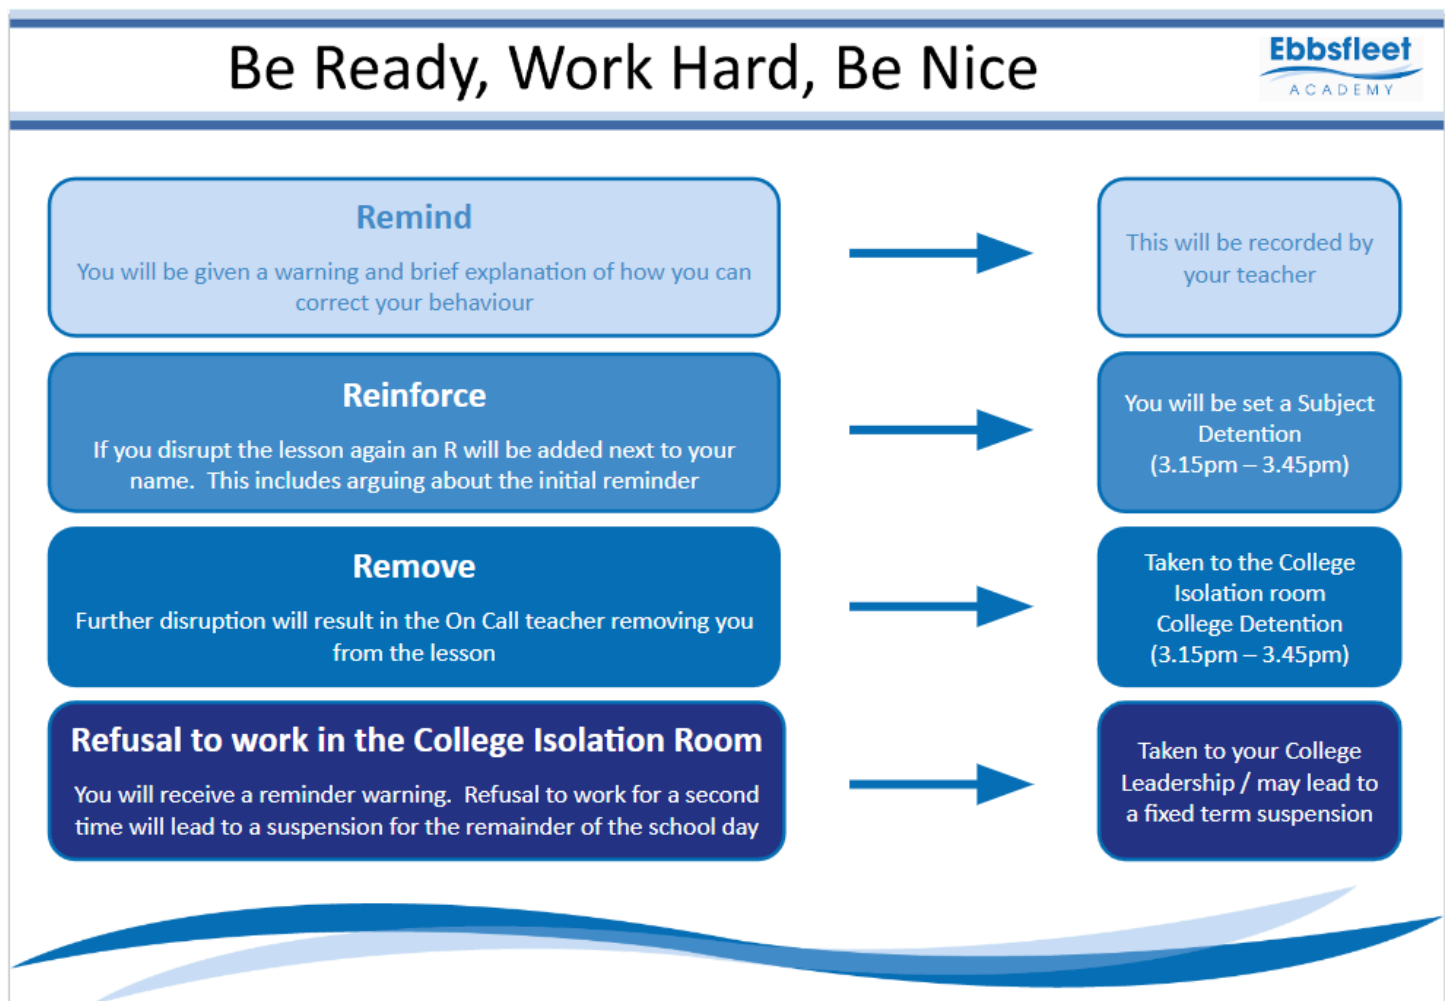 Be Ready, Work Hard, Be Nice
Ebbsfleet
ACADEMY
Remind
You will be given a warning and brief explanation of how you can
correct your behaviour
This will be recorded by
your teacher
Reinforce
If you disrupt the lesson again an R will be added next to your
name.  This includes arguing about the initial reminder
You will be set a Subject
Detention
(3.15pm – 3.45pm)
Remove
Further disruption will result in the On Call teacher removing you
from the lesson
Taken to the College
Isolation room
College Detention
(3.15pm – 3.45pm)
Refusal to work in the College Isolation Room
You will receive a reminder warning.  Refusal to work for a second
time will lead to a suspension for the remainder of the school day
Taken to your College
Leadership / may lead to
a fixed term suspension